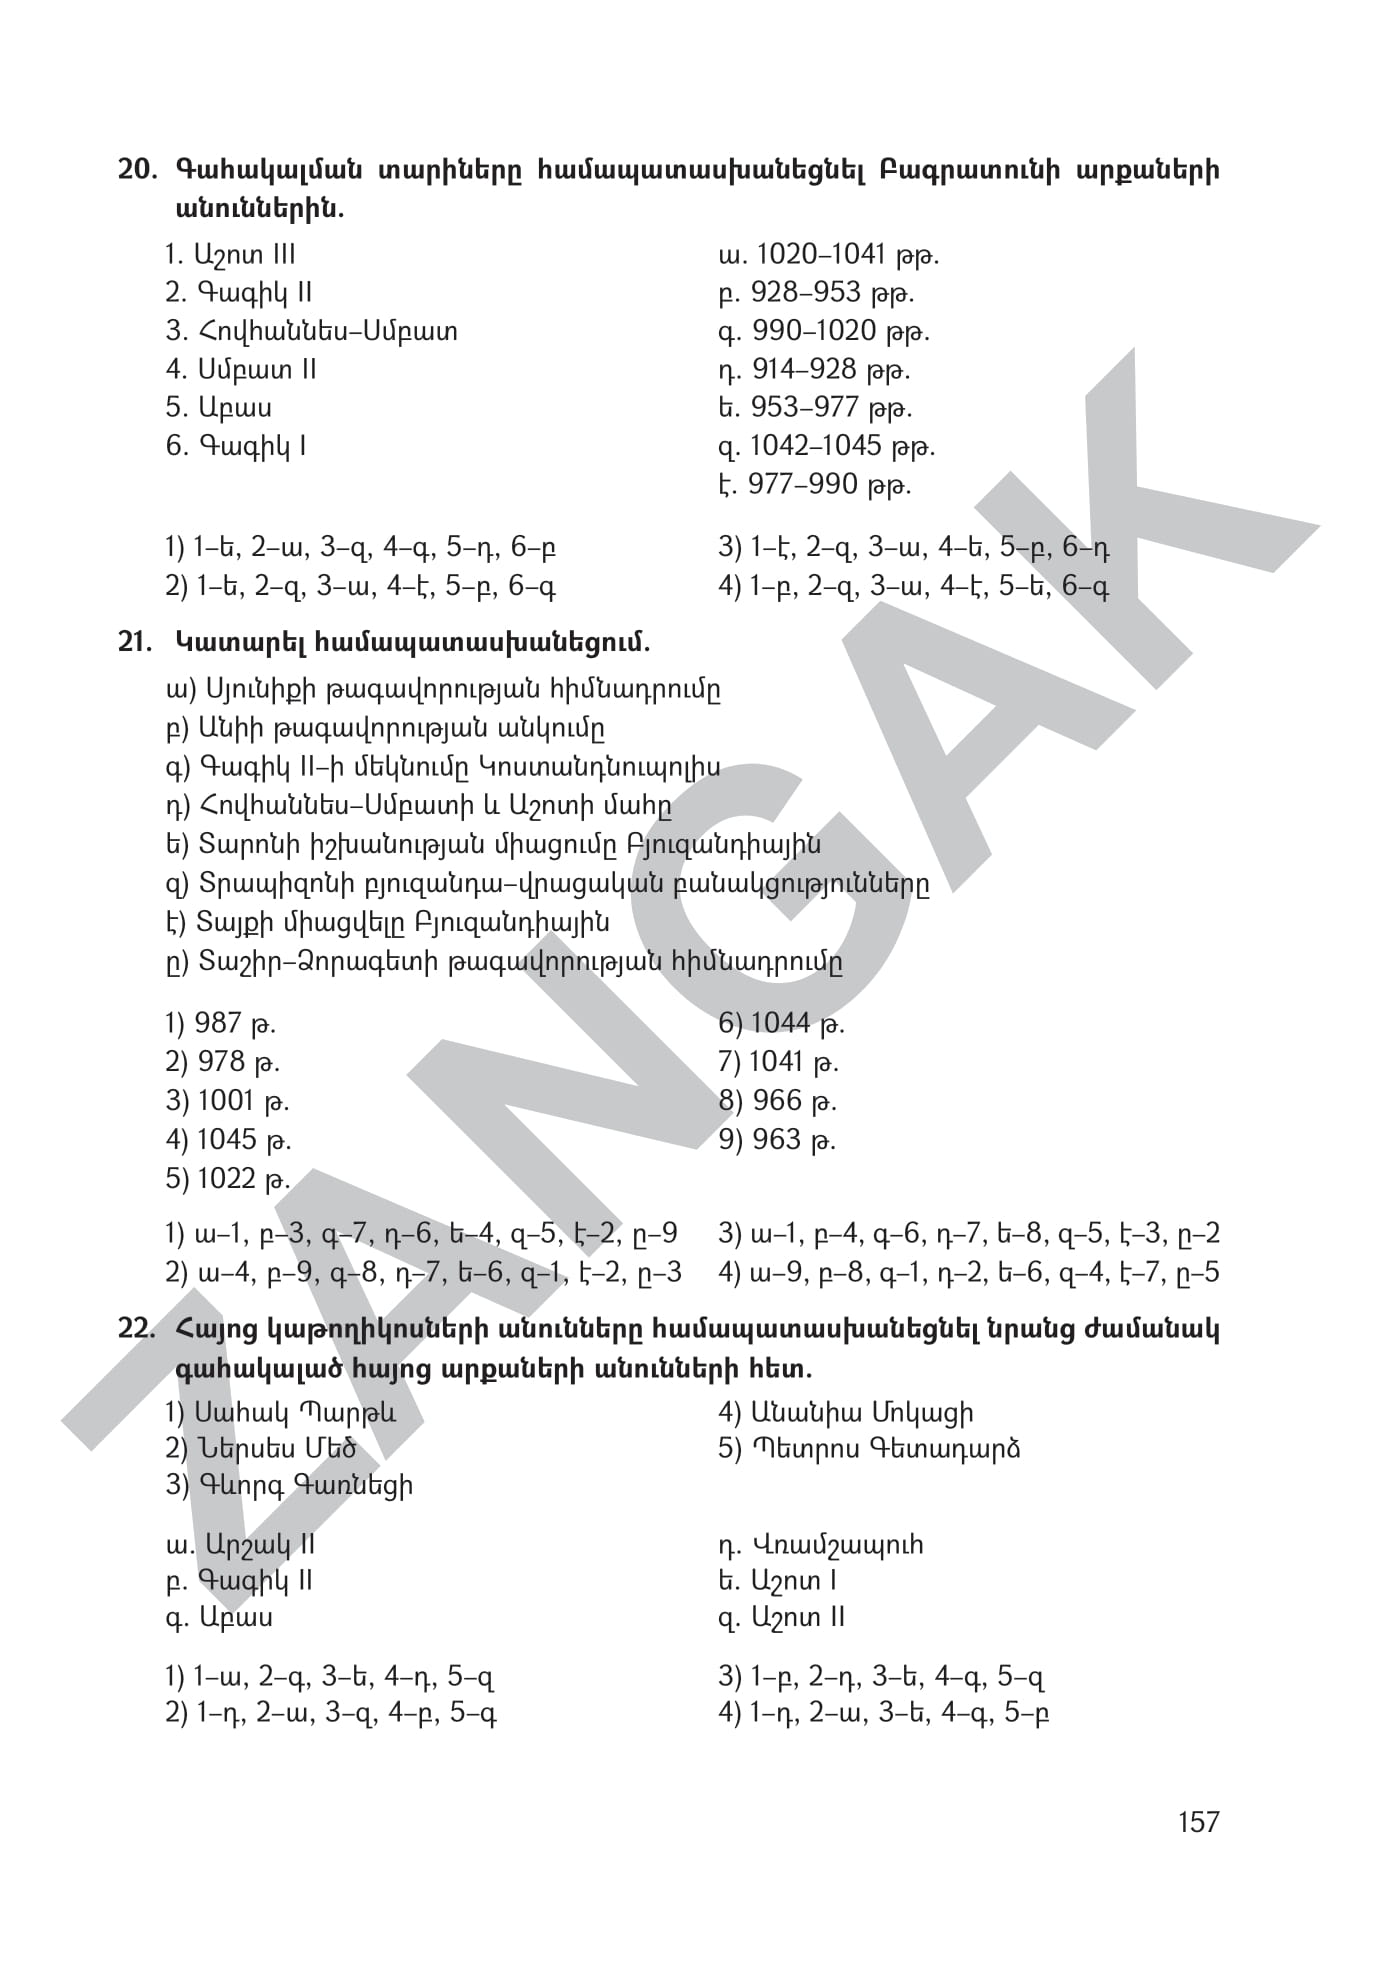 20. Գահակալման տարիները համապատասխանեցնել Բագրատունի արքաների
անուններին.
1. Աշոտ III
ա. 1020–1041 թթ.
2. Գագիկ II
բ. 928–953 թթ.
3. Հովհաննես–Սմբատ
գ. 990–1020 թթ.
4. Սմբատ II
դ. 914–928 թթ.
5. Աբաս
ե. 953–977 թթ.
6. Գագիկ I
զ. 1042–1045 թթ.
է. 977–990 թթ.
1) 1–ե, 2–ա, 3–զ, 4–գ, 5–դ, 6–բ
3) 1–է, 2–զ, 3–ա, 4–ե, 5–բ, 6–դ
2) 1–ե, 2–զ, 3–ա, 4–է, 5–բ, 6–գ
4) 1–բ, 2–զ, 3–ա, 4–է, 5–ե, 6–գ
21. Կատարել համապատասխանեցում.
ա) Սյունիքի թագավորության հիմնադրումը
բ) Անիի թագավորության անկումը
գ) Գագիկ II–ի մեկնումը Կոստանդնուպոլիս
դ) Հովհաննես–Սմբատի և Աշոտի մահը
ե) Տարոնի իշխանության միացումը Բյուզանդիային
զ) Տրապիզոնի բյուզանդա–վրացական բանակցությունները
է) Տայքի միացվելը Բյուզանդիային
ը) Տաշիր–Ձորագետի թագավորության հիմնադրումը
1) 987 թ.
6) 1044 թ.
2) 978 թ.
7) 1041 թ.
3) 1001 թ.
8) 966 թ.
4) 1045 թ.
9) 963 թ.
5) 1022 թ.
1) ա–1, բ–3, գ–7, դ–6, ե–4, զ–5, է–2, ը–9
3) ա–1, բ–4, գ–6, դ–7, ե–8, զ–5, է–3, ը–2
2) ա–4, բ–9, գ–8, դ–7, ե–6, զ–1, է–2, ը–3
4) ա–9, բ–8, գ–1, դ–2, ե–6, զ–4, է–7, ը–5
22. Հայոց կաթողիկոսների անունները համապատասխանեցնել նրանց ժամանակ
գահակալած հայոց արքաների անունների հետ.
1) Սահակ Պարթև
4) Անանիա Մոկացի
2) Ներսես Մեծ
5) Պետրոս Գետադարձ
3) Գևորգ Գառնեցի
ա. Արշակ II
դ. Վռամշապուհ
բ. Գագիկ II
ե. Աշոտ I
գ. Աբաս
զ. Աշոտ II
1) 1–ա, 2–գ, 3–ե, 4–դ, 5–զ
3) 1–բ, 2–դ, 3–ե, 4–գ, 5–զ
2) 1–դ, 2–ա, 3–զ, 4–բ, 5–գ
4) 1–դ, 2–ա, 3–ե, 4–գ, 5–բ
157
ZANGAK